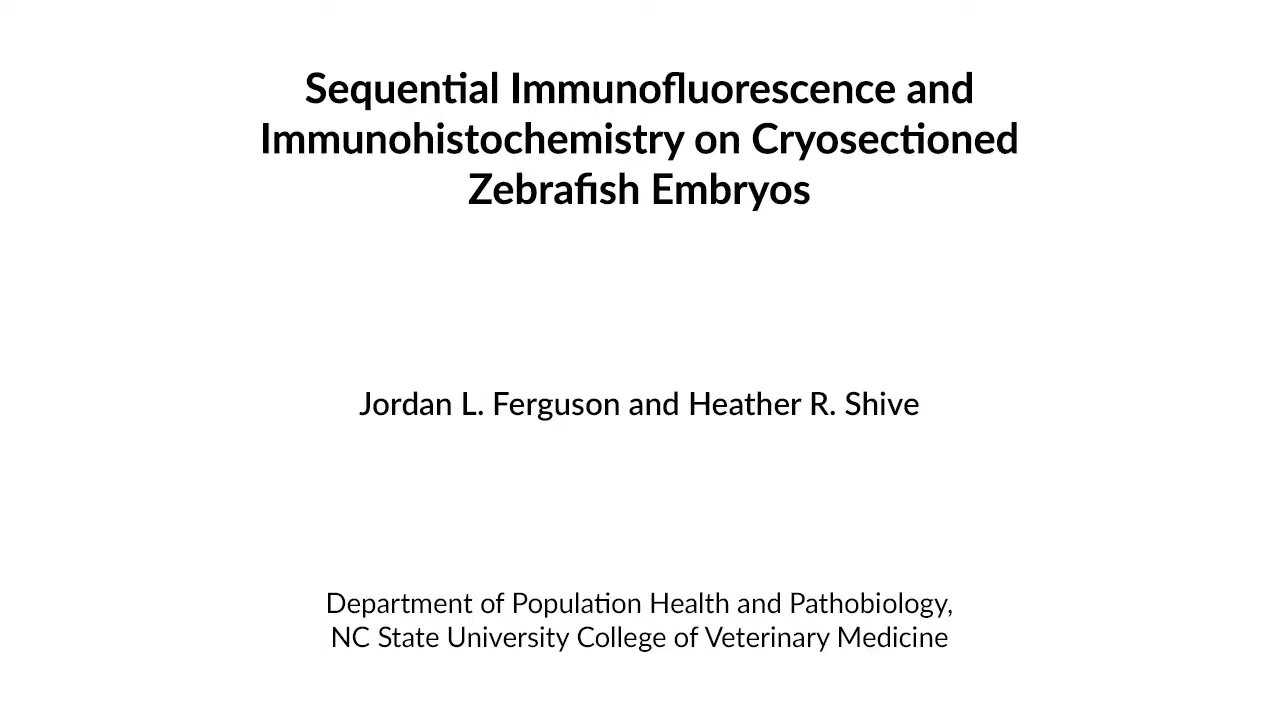 Sequential Immunofluorescence and
Immunohistochemistry on Cryosectioned
Zebrafish Embryos
Jordan L. Ferguson and Heather R. Shive
Department of Population Health and Pathobiology,
NC State University College of Veterinary Medicine